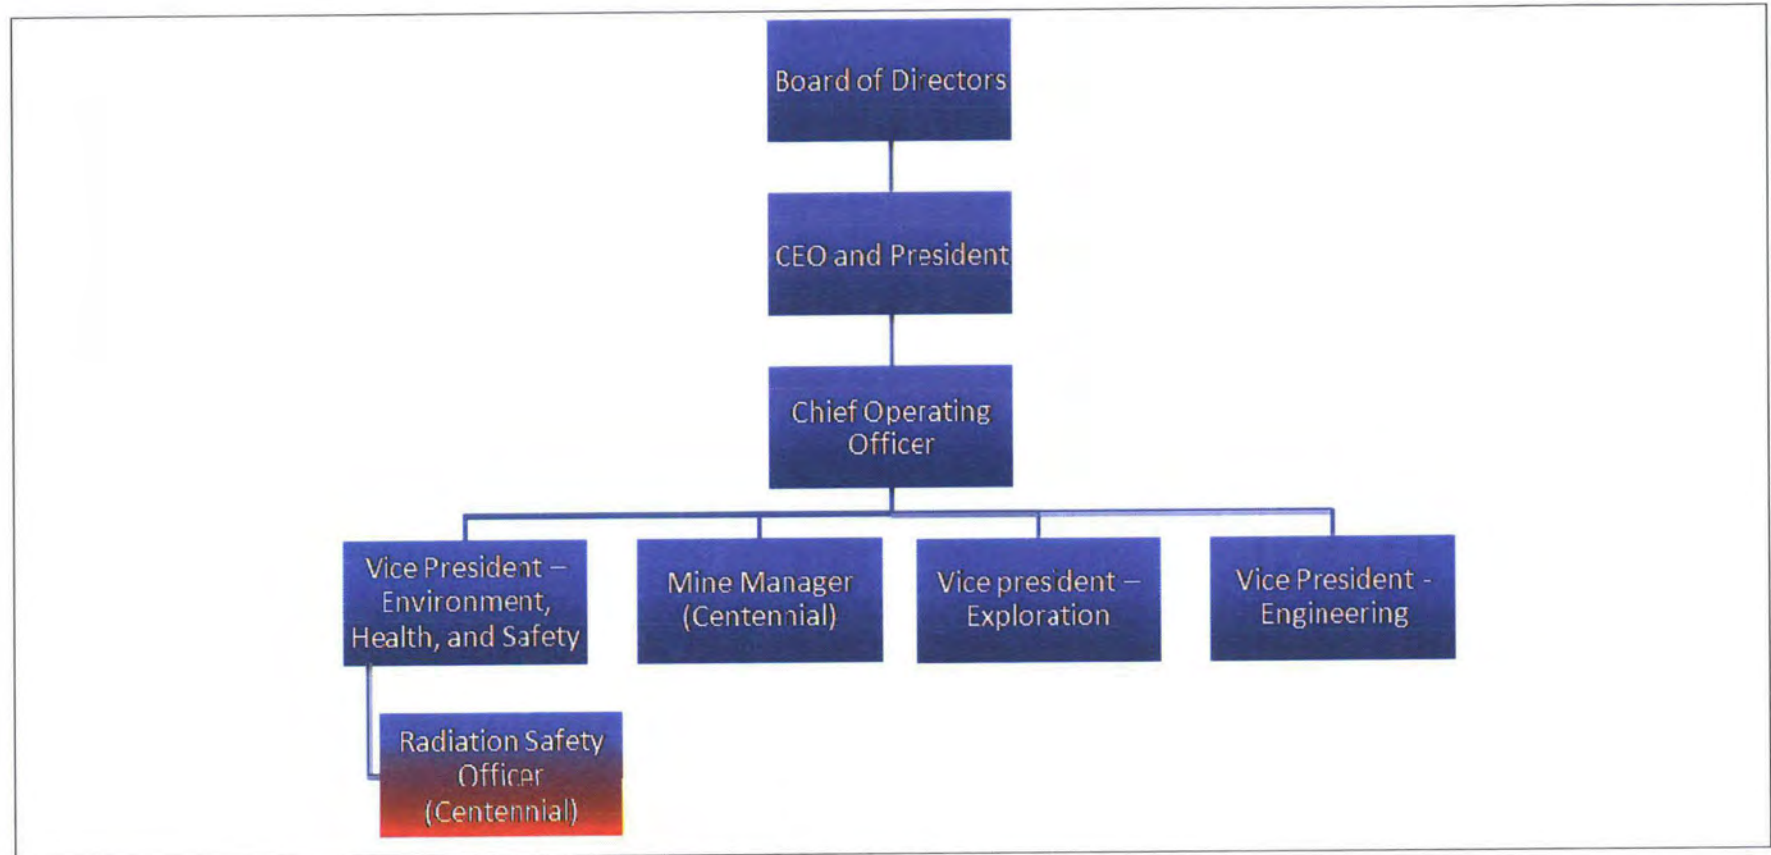 Board of Directors
CEO and President
Chief Operating
Officer
Vice President –
Environment,
Health, and Safety
Mine Manager
(Centennial)
Vice president –
Exploration
Vice President -
Engineering
Radiation Safety
Officer
(Centennial)